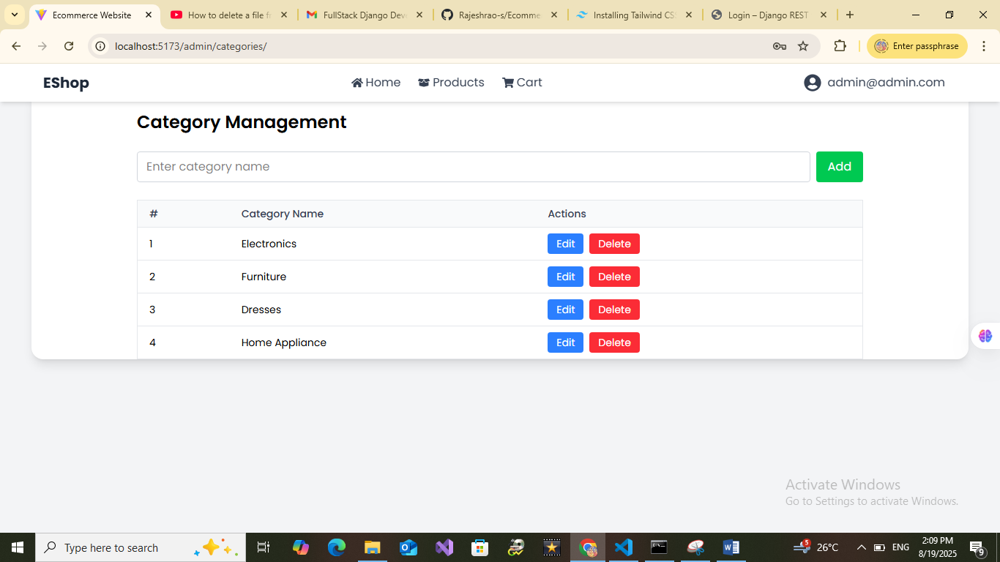 Ecommerce Website
How to delete a file f
FullStack Django Deve
Rajeshrao-s/Ecomme
Installing Tailwind CSS
Login – Django REST
localhost:5173/admin/categories/
Enter passphrase
EShop
Home
Products
Cart
admin@admin.com
Category Management
Enter category name
Add
# Category Name Actions
1 Electronics Edit Delete
2 Furniture Edit Delete
3 Dresses Edit Delete
4 Home Appliance Edit Delete
Activate Windows
Go to Settings to activate Windows.
Type here to search
5
26°C
ENG
2:09 PM
8/19/2025
9